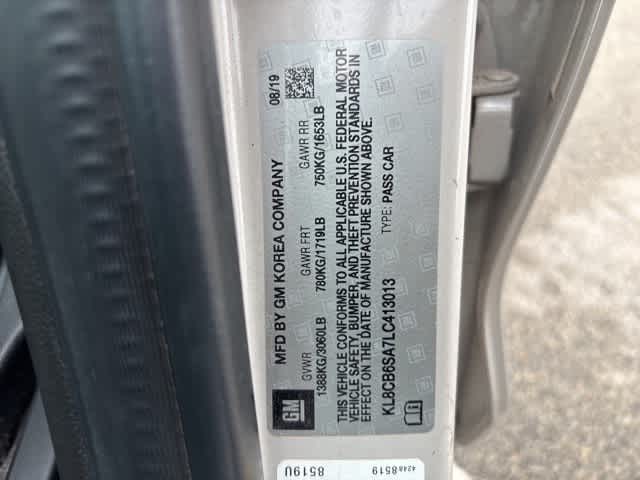 MFD BY GM KOREA COMPANY 08/19
GVWR GAWR FRT GAWR RR
1388KG/3060LB 780KG/1719LB 750KG/1653LB
THIS VEHICLE CONFORMS TO ALL APPLICABLE U.S. FEDERAL MOTOR
VEHICLE SAFETY, BUMPER, AND THEFT PREVENTION STANDARDS IN
EFFECT ON THE DATE OF MANUFACTURE SHOWN ABOVE.
KL8CB6SA7LC413013 TYPE: PASS CAR
GM
8519U
42488519